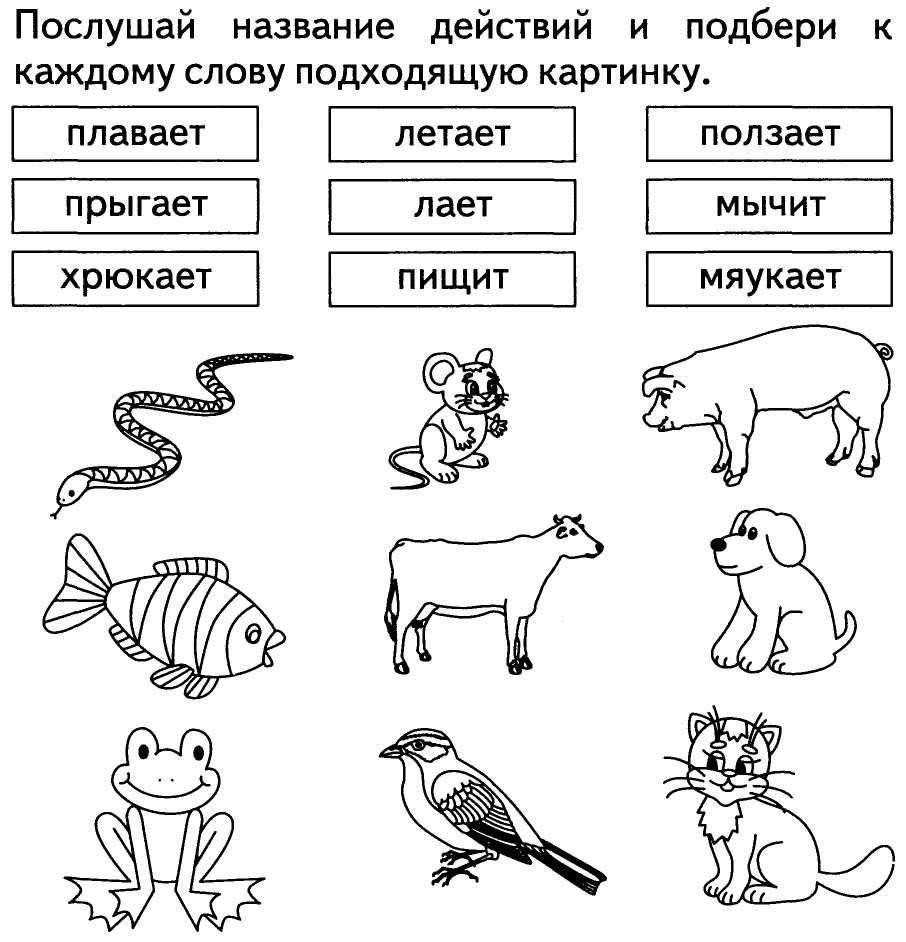 Послушай название действий и подбери к
каждому слову подходящую картинку.
плавает летает ползает
прыгает лает мычит
хрюкает пищит мяукает